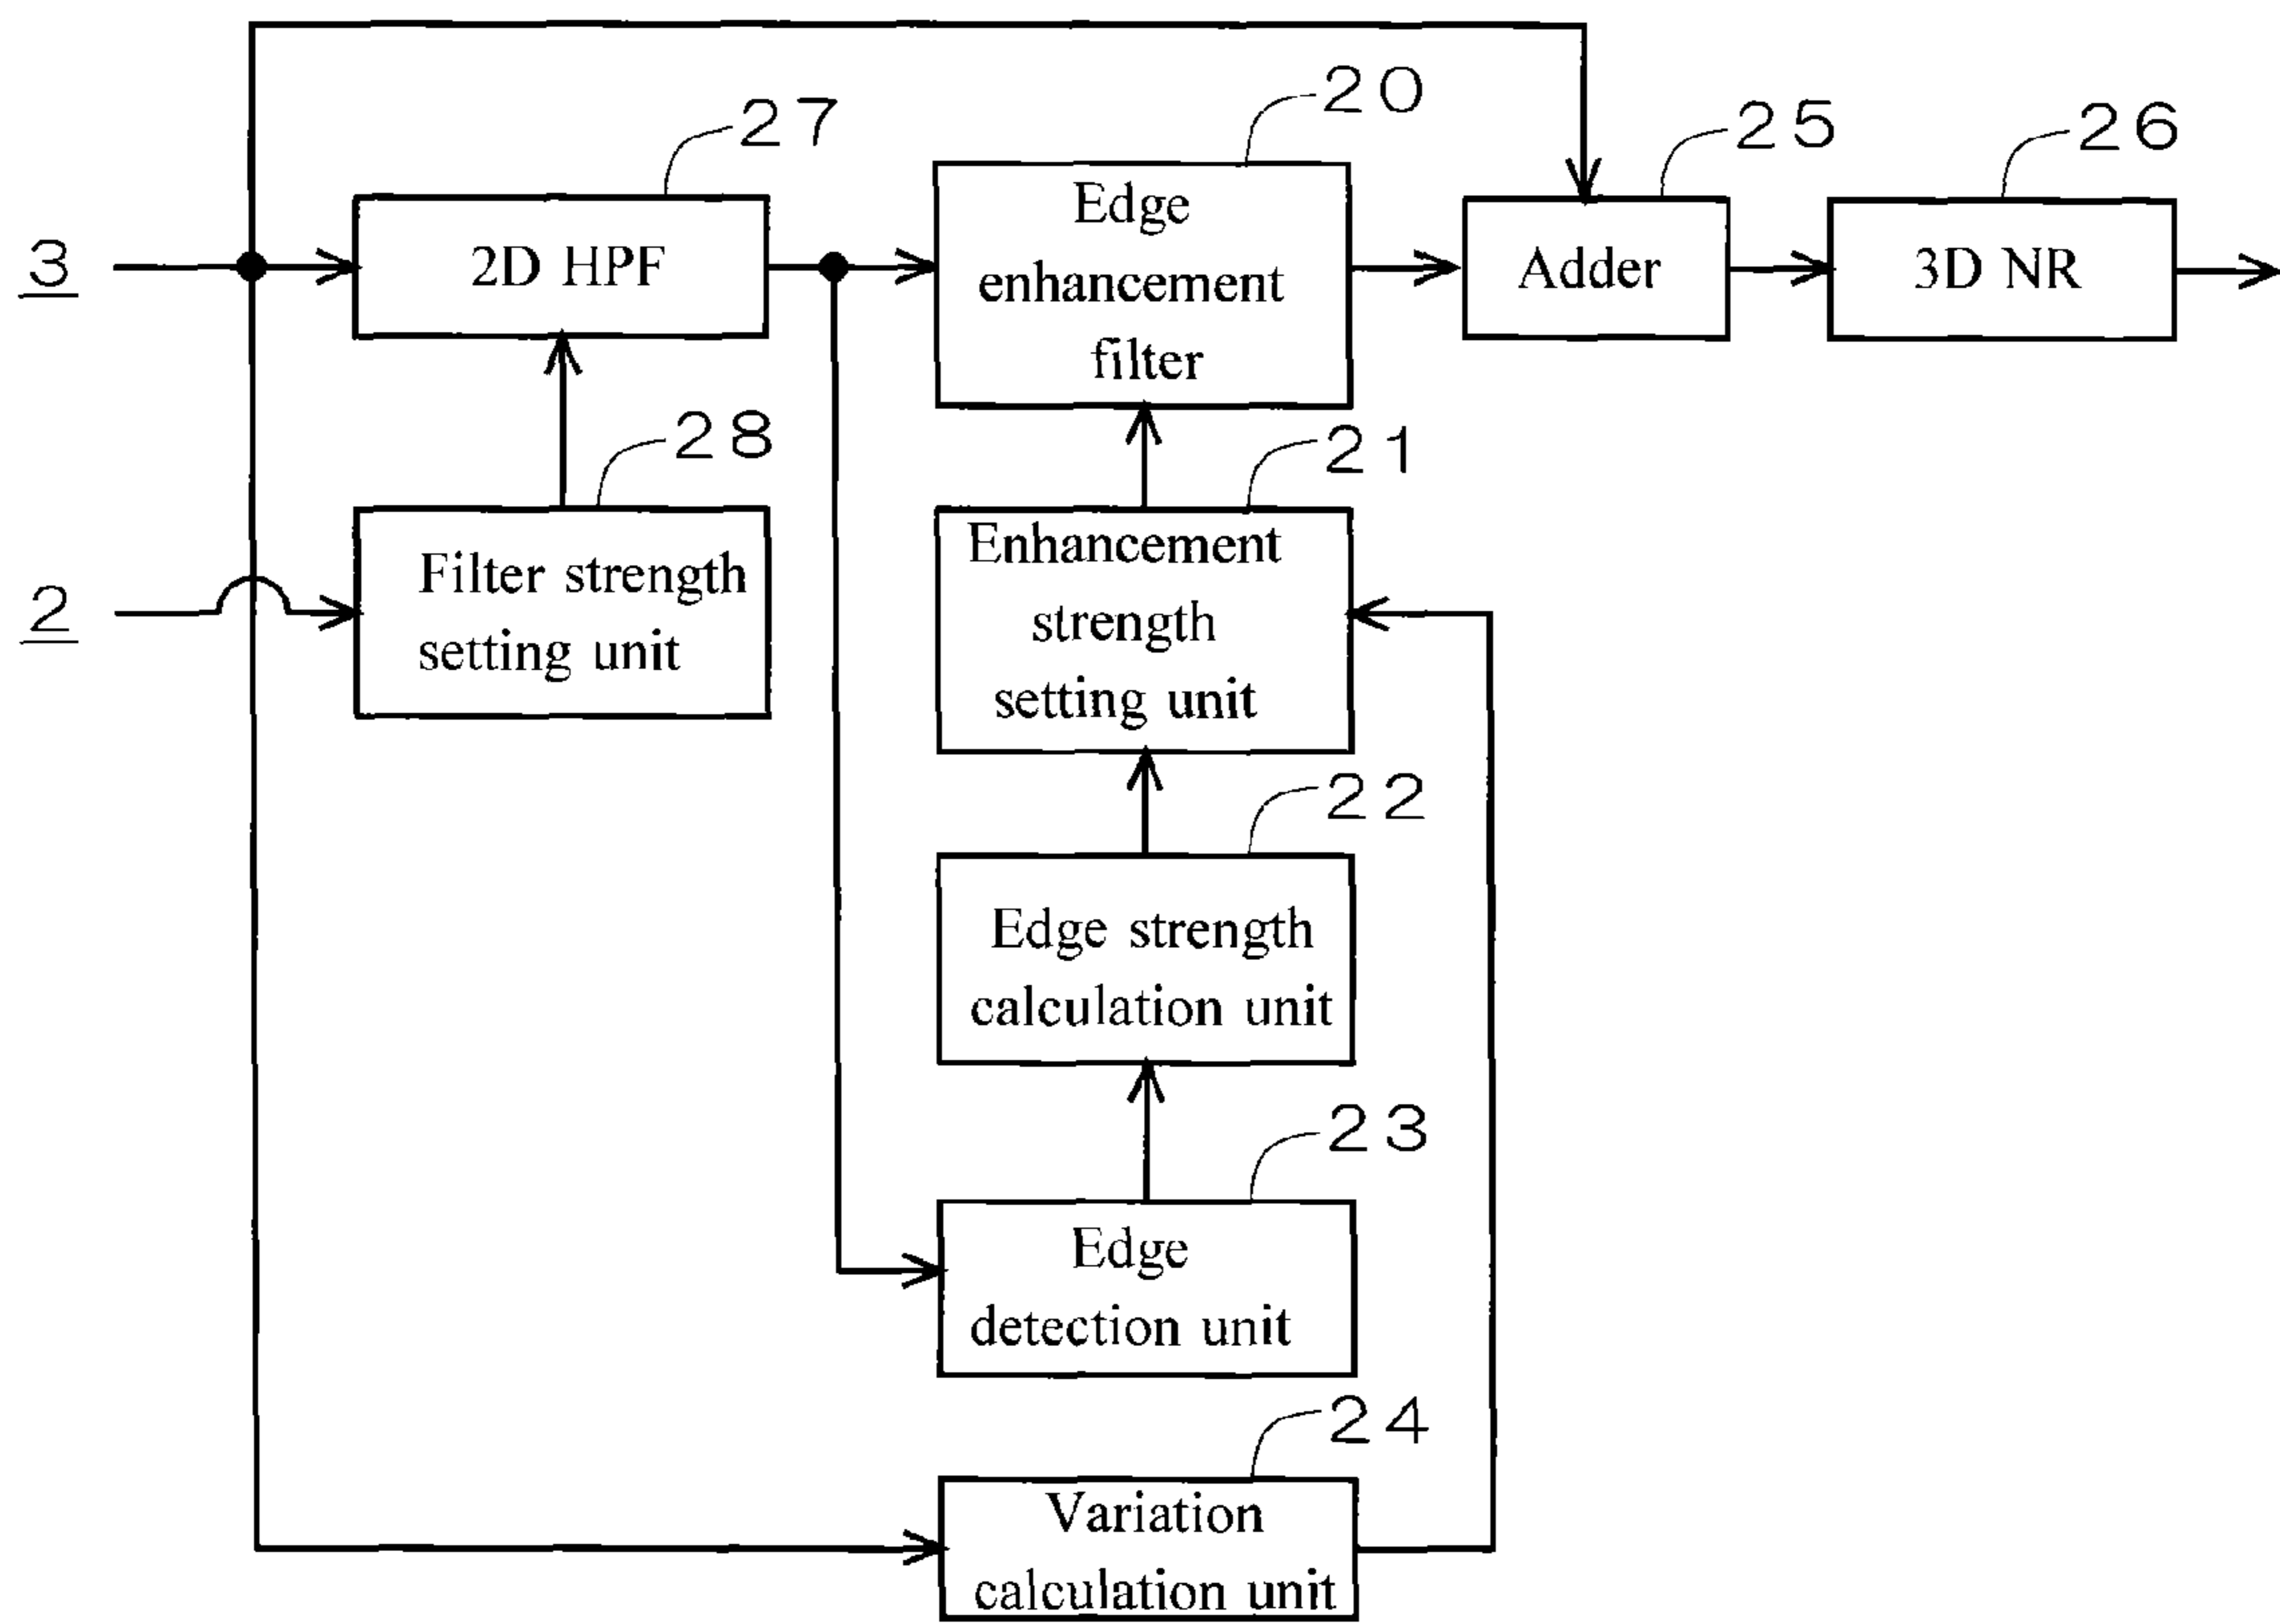 27
20
25
26
3
2D HPF
Edge
enhancement
filter
Adder
3D NR
28
21
2
Filter strength
setting unit
Enhancement
strength
setting unit
22
Edge strength
calculation unit
23
Edge
detection unit
24
Variation
calculation unit